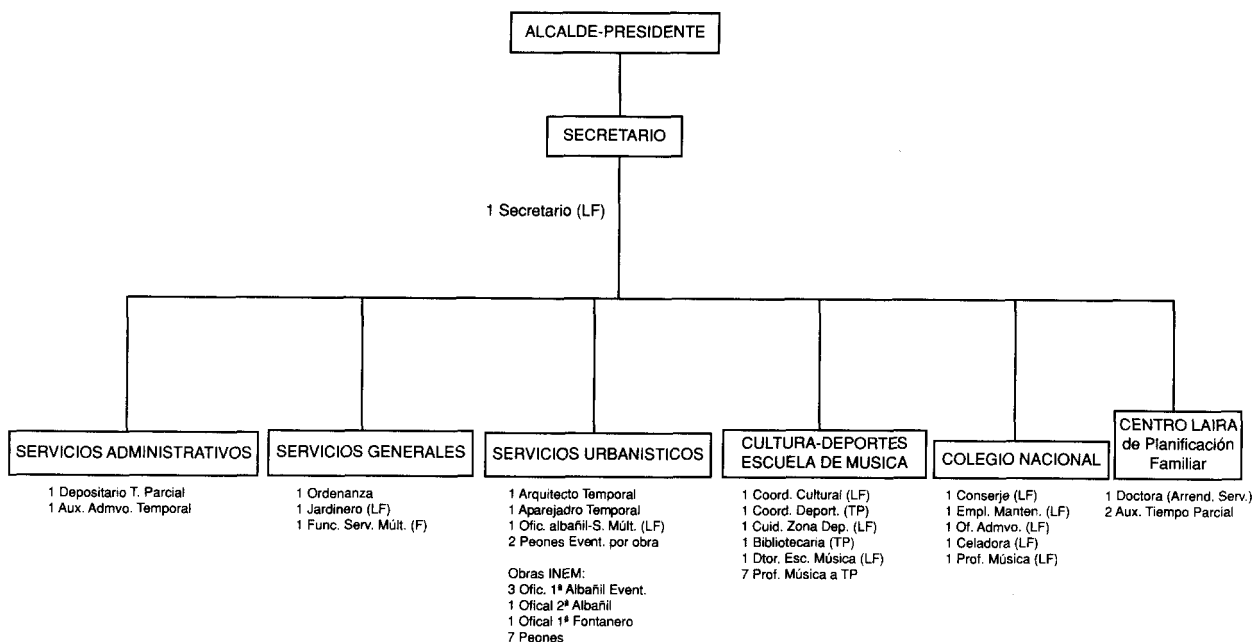 ALCALDE-PRESIDENTE
SECRETARIO
1 Secretario (LF)
SERVICIOS ADMINISTRATIVOS
1 Depositario T. Parcial
1 Aux. Admvo. Temporal
SERVICIOS GENERALES
1 Ordenanza
1 Jardinero (LF)
1 Func. Serv. Múlt. (F)
SERVICIOS URBANISTICOS
1 Arquitecto Temporal
1 Aparejadro Temporal
1 Ofic. albañil-S. Múlt. (LF)
2 Peones Event. por obra
Obras INEM:
3 Ofic. 1ª Albañil Event.
1 Ofical 2ª Albañil
1 Ofical 1ª Fontanero
7 Peones
CULTURA-DEPORTES
ESCUELA DE MUSICA
1 Coord. Cultural (LF)
1 Coord. Deport. (TP)
1 Cuid. Zona Dep. (LF)
1 Bibliotecaria (TP)
1 Dtor. Esc. Música (LF)
7 Prof. Música a TP
COLEGIO NACIONAL
1 Conserje (LF)
1 Empl. Manten. (LF)
1 Of. Admvo. (LF)
1 Celadora (LF)
1 Prof. Música (LF)
CENTRO LAIRA
de Planificación
Familiar
1 Doctora (Arrend. Serv.)
2 Aux. Tiempo Parcial